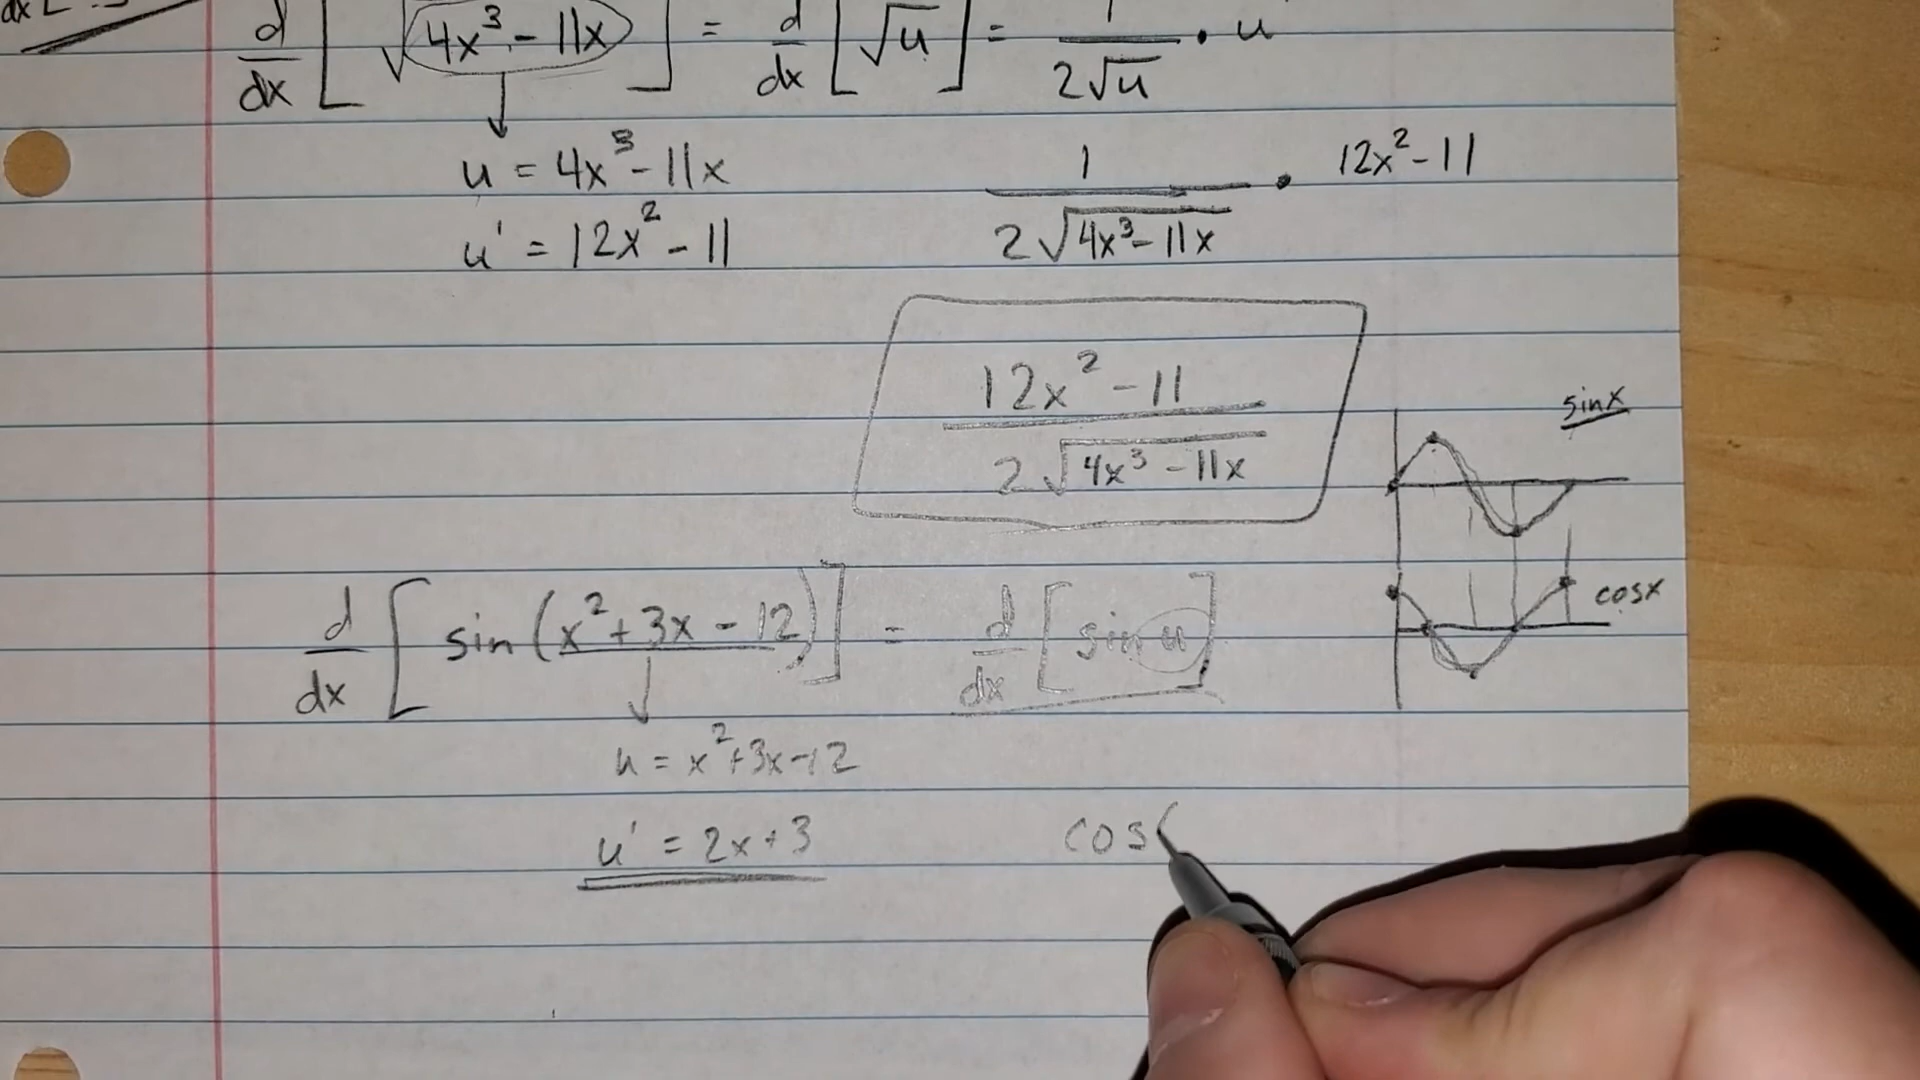 d/dx [√(4x³ - 11x)] = d/dx [√u] = 1/(2√u) · u
u = 4x³ - 11x
1/(2√(4x³ - 11x)) · 12x² - 11
u' = 12x² - 11
(12x² - 11)/(2√(4x³ - 11x))
sinx
cosx
d/dx [sin(x² + 3x - 12)] = d/dx [sin u]
u = x² + 3x - 12
u' = 2x + 3
cos(